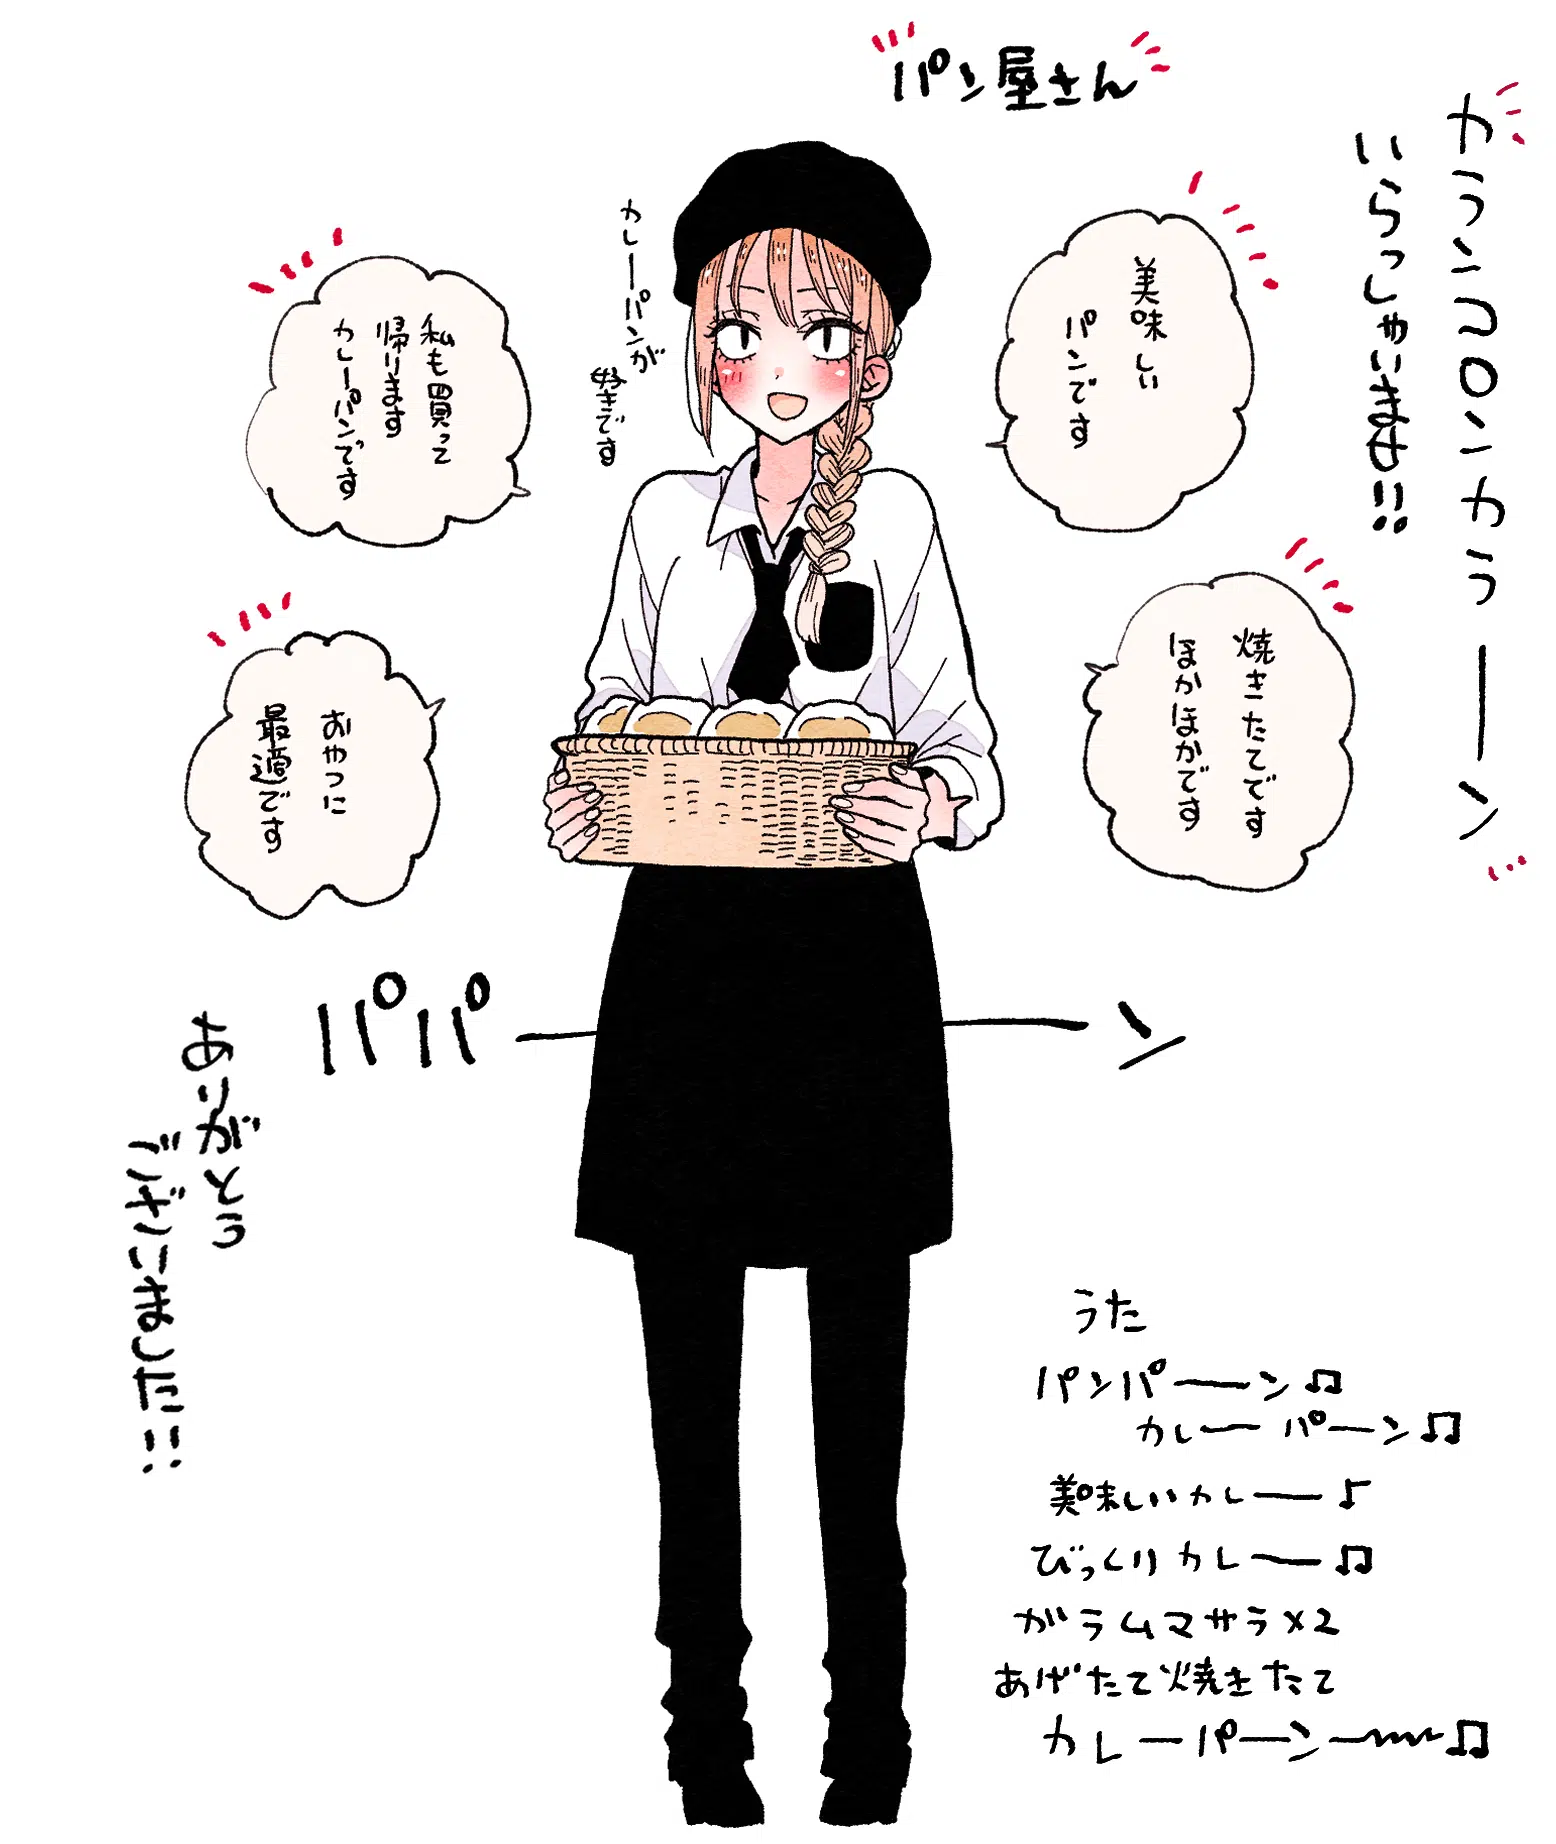 パン屋さん
カランコロンカラーーン
いらっしゃいませ!!
美味しい
パンです
焼きたてです
ほかほかです
カレーパンが
好きです
私も買って
帰ります
カレーパンです
おやつに
最適です
パパーーン
ありがとう
ございました!!
うた
パンパーーン♫
カレーー パーン♫
美味しいカレーー♪
びっくりカレーー♫
ガラムマサラ×2
あげたて焼きたて
カレーパーン〜〜♫